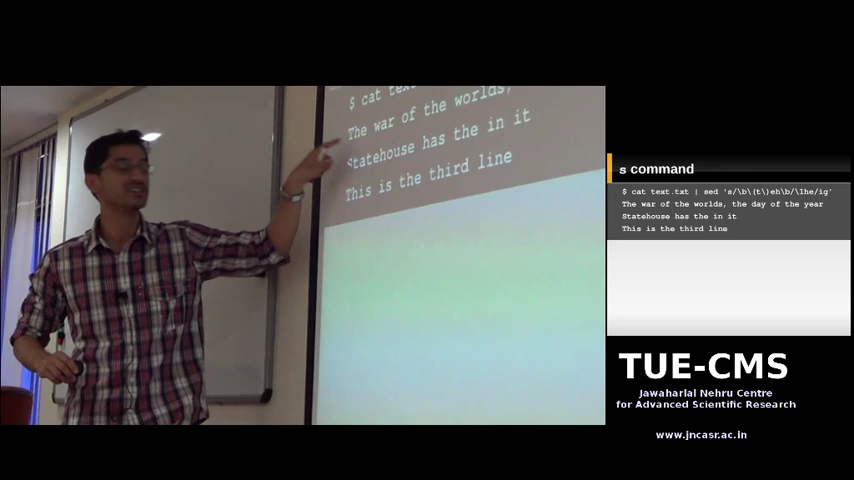 $ cat text
The war of the worlds,
Statehouse has the in it
This is the third line
s command
$ cat text.txt | sed 's/\b\(t\)eh\b/\1he/ig'
The war of the worlds, the day of the year
Statehouse has the in it
This is the third line
TUE-CMS
Jawaharlal Nehru Centre
for Advanced Scientific Research
www.jncasr.ac.in